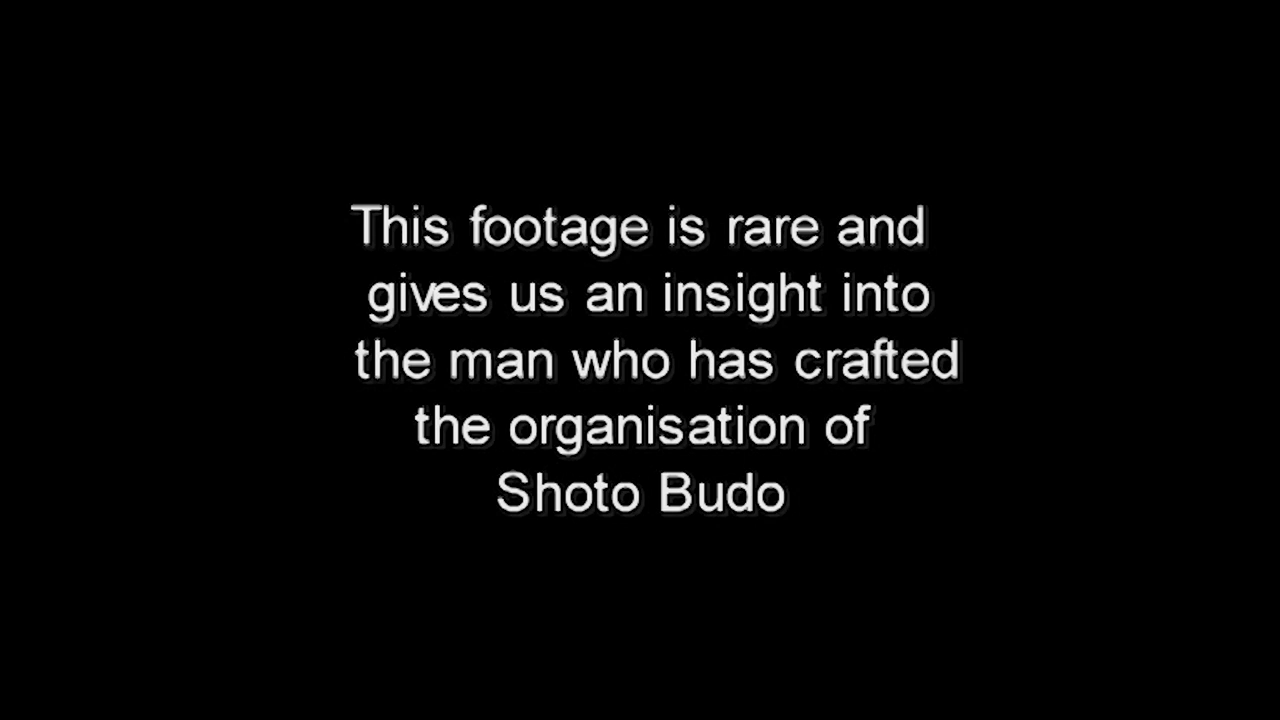 This footage is rare and
gives us an insight into
the man who has crafted
the organisation of
Shoto Budo